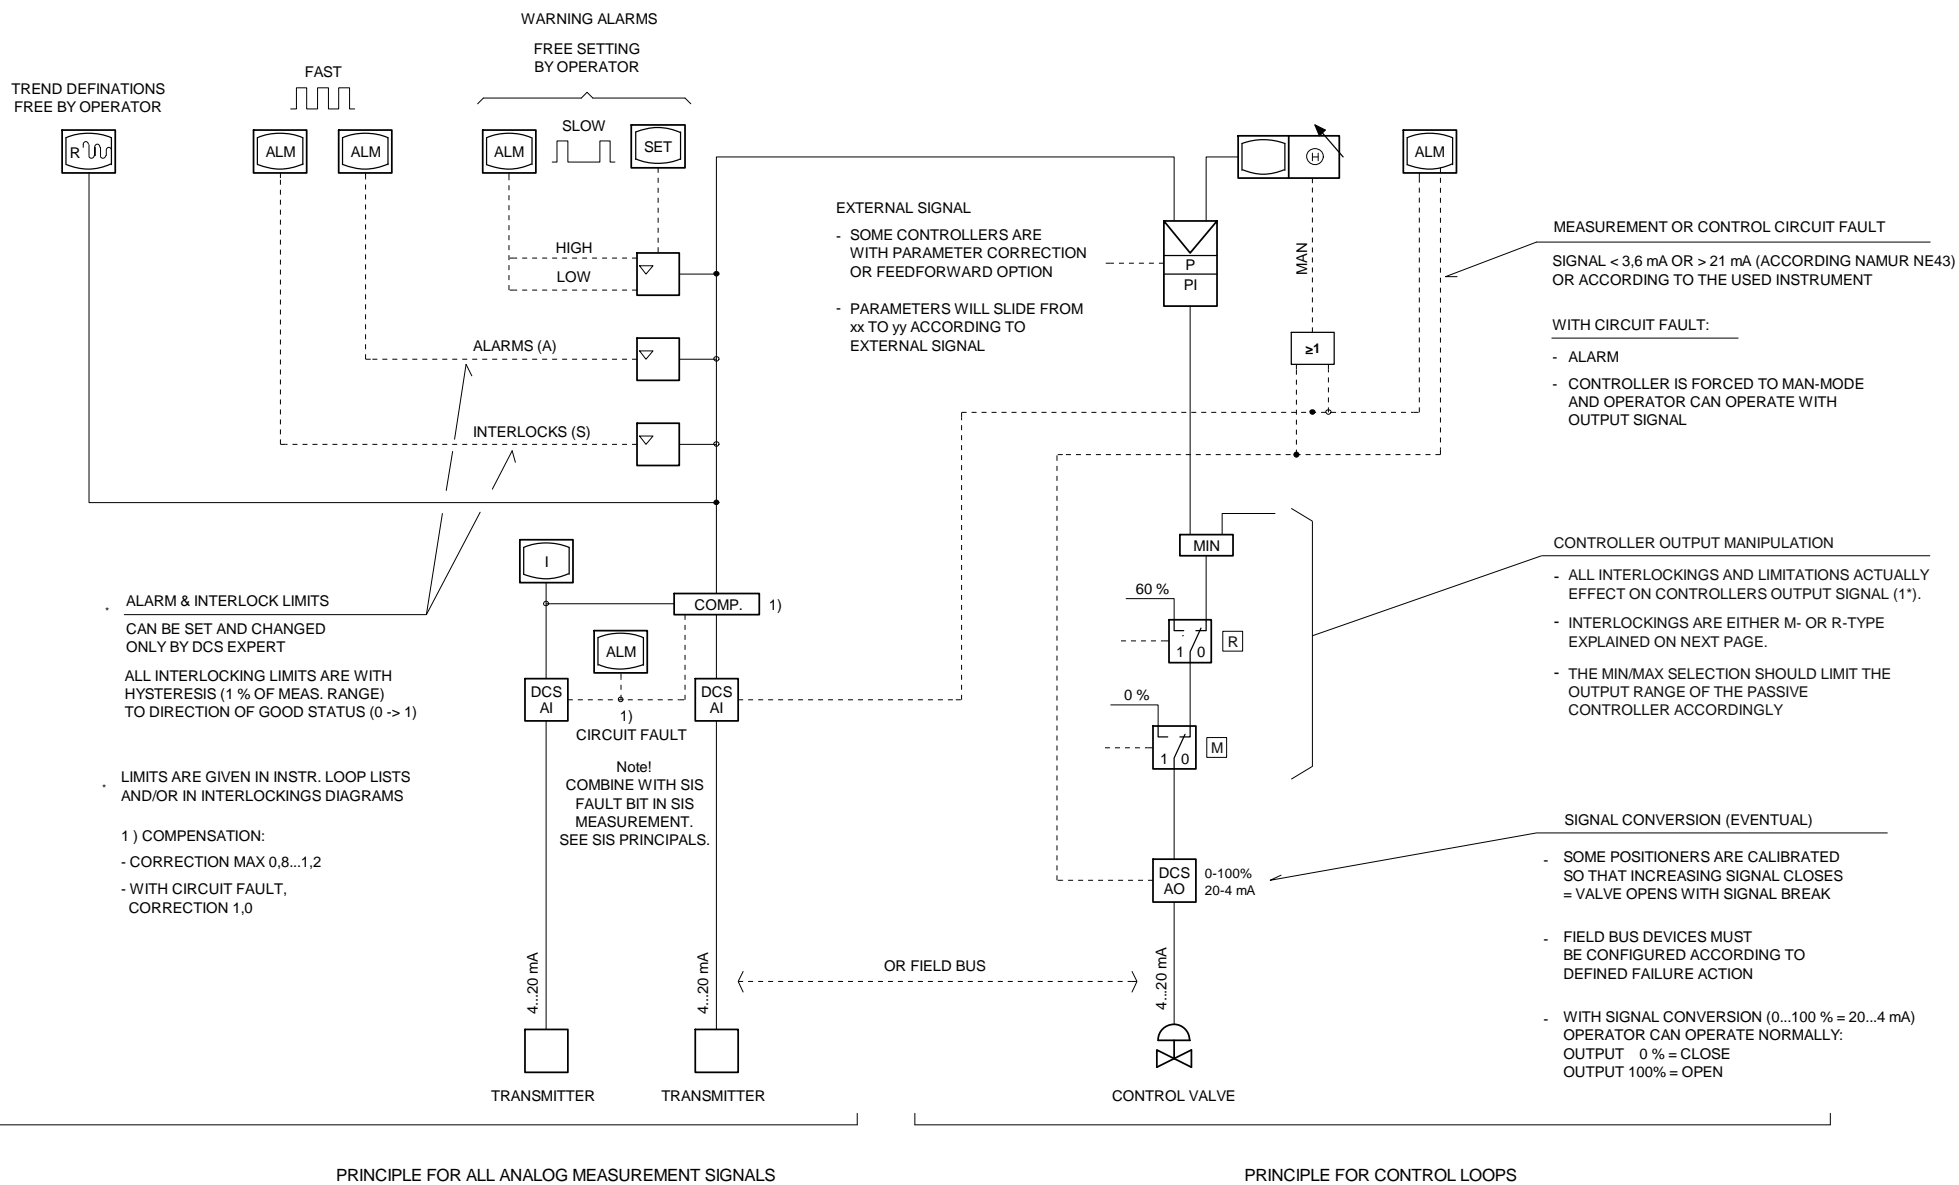 WARNING ALARMS
FREE SETTING
BY OPERATOR
FAST
TREND DEFINATIONS
FREE BY OPERATOR
SLOW
R
ALM
ALM
ALM
SET
H
ALM
HIGH
LOW
ALARMS (A)
INTERLOCKS (S)
EXTERNAL SIGNAL
- SOME CONTROLLERS ARE
WITH PARAMETER CORRECTION
OR FEEDFORWARD OPTION
- PARAMETERS WILL SLIDE FROM
xx TO yy ACCORDING TO
EXTERNAL SIGNAL
P
PI
MAN
≥1
MEASUREMENT OR CONTROL CIRCUIT FAULT
SIGNAL < 3,6 mA OR > 21 mA (ACCORDING NAMUR NE43)
OR ACCORDING TO THE USED INSTRUMENT
WITH CIRCUIT FAULT:
- ALARM
- CONTROLLER IS FORCED TO MAN-MODE
AND OPERATOR CAN OPERATE WITH
OUTPUT SIGNAL
I
COMP.
1)
ALM
DCS
AI
DCS
AI
1)
CIRCUIT FAULT
Note!
COMBINE WITH SIS
FAULT BIT IN SIS
MEASUREMENT.
SEE SIS PRINCIPALS.
* ALARM & INTERLOCK LIMITS
CAN BE SET AND CHANGED
ONLY BY DCS EXPERT
ALL INTERLOCKING LIMITS ARE WITH
HYSTERESIS (1 % OF MEAS. RANGE)
TO DIRECTION OF GOOD STATUS (0 -> 1)
* LIMITS ARE GIVEN IN INSTR. LOOP LISTS
AND/OR IN INTERLOCKINGS DIAGRAMS
1 ) COMPENSATION:
- CORRECTION MAX 0,8...1,2
- WITH CIRCUIT FAULT,
CORRECTION 1,0
MIN
60 %
1 0
R
0 %
1 0
M
CONTROLLER OUTPUT MANIPULATION
- ALL INTERLOCKINGS AND LIMITATIONS ACTUALLY
EFFECT ON CONTROLLERS OUTPUT SIGNAL (1*).
- INTERLOCKINGS ARE EITHER M- OR R-TYPE
EXPLAINED ON NEXT PAGE.
- THE MIN/MAX SELECTION SHOULD LIMIT THE
OUTPUT RANGE OF THE PASSIVE
CONTROLLER ACCORDINGLY
DCS
AO
0-100%
20-4 mA
SIGNAL CONVERSION (EVENTUAL)
- SOME POSITIONERS ARE CALIBRATED
SO THAT INCREASING SIGNAL CLOSES
= VALVE OPENS WITH SIGNAL BREAK
- FIELD BUS DEVICES MUST
BE CONFIGURED ACCORDING TO
DEFINED FAILURE ACTION
- WITH SIGNAL CONVERSION (0...100 % = 20...4 mA)
OPERATOR CAN OPERATE NORMALLY:
OUTPUT 0 % = CLOSE
OUTPUT 100% = OPEN
4...20 mA
4...20 mA
OR FIELD BUS
4...20 mA
TRANSMITTER
TRANSMITTER
CONTROL VALVE
PRINCIPLE FOR ALL ANALOG MEASUREMENT SIGNALS
PRINCIPLE FOR CONTROL LOOPS